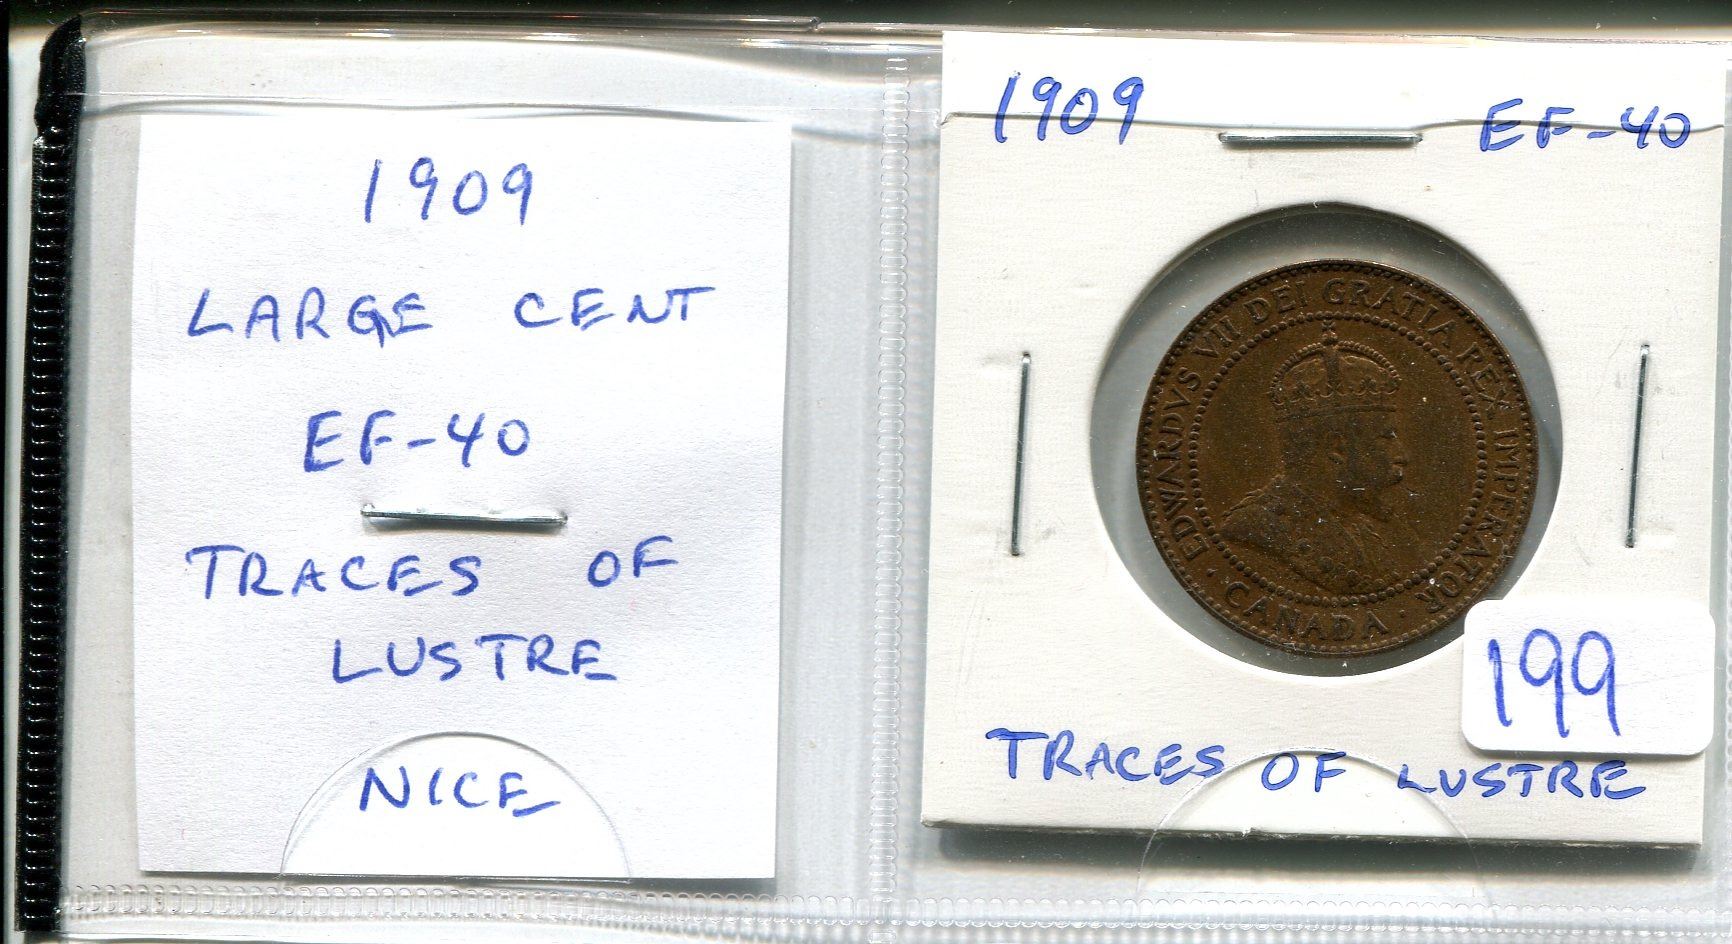 1909
LARGE CENT
EF-40
TRACES OF
LUSTRE
NICE
1909 EF-40
EDWARDVS VII DEI GRATIA REX IMPERATOR
CANADA
199
TRACES OF LUSTRE